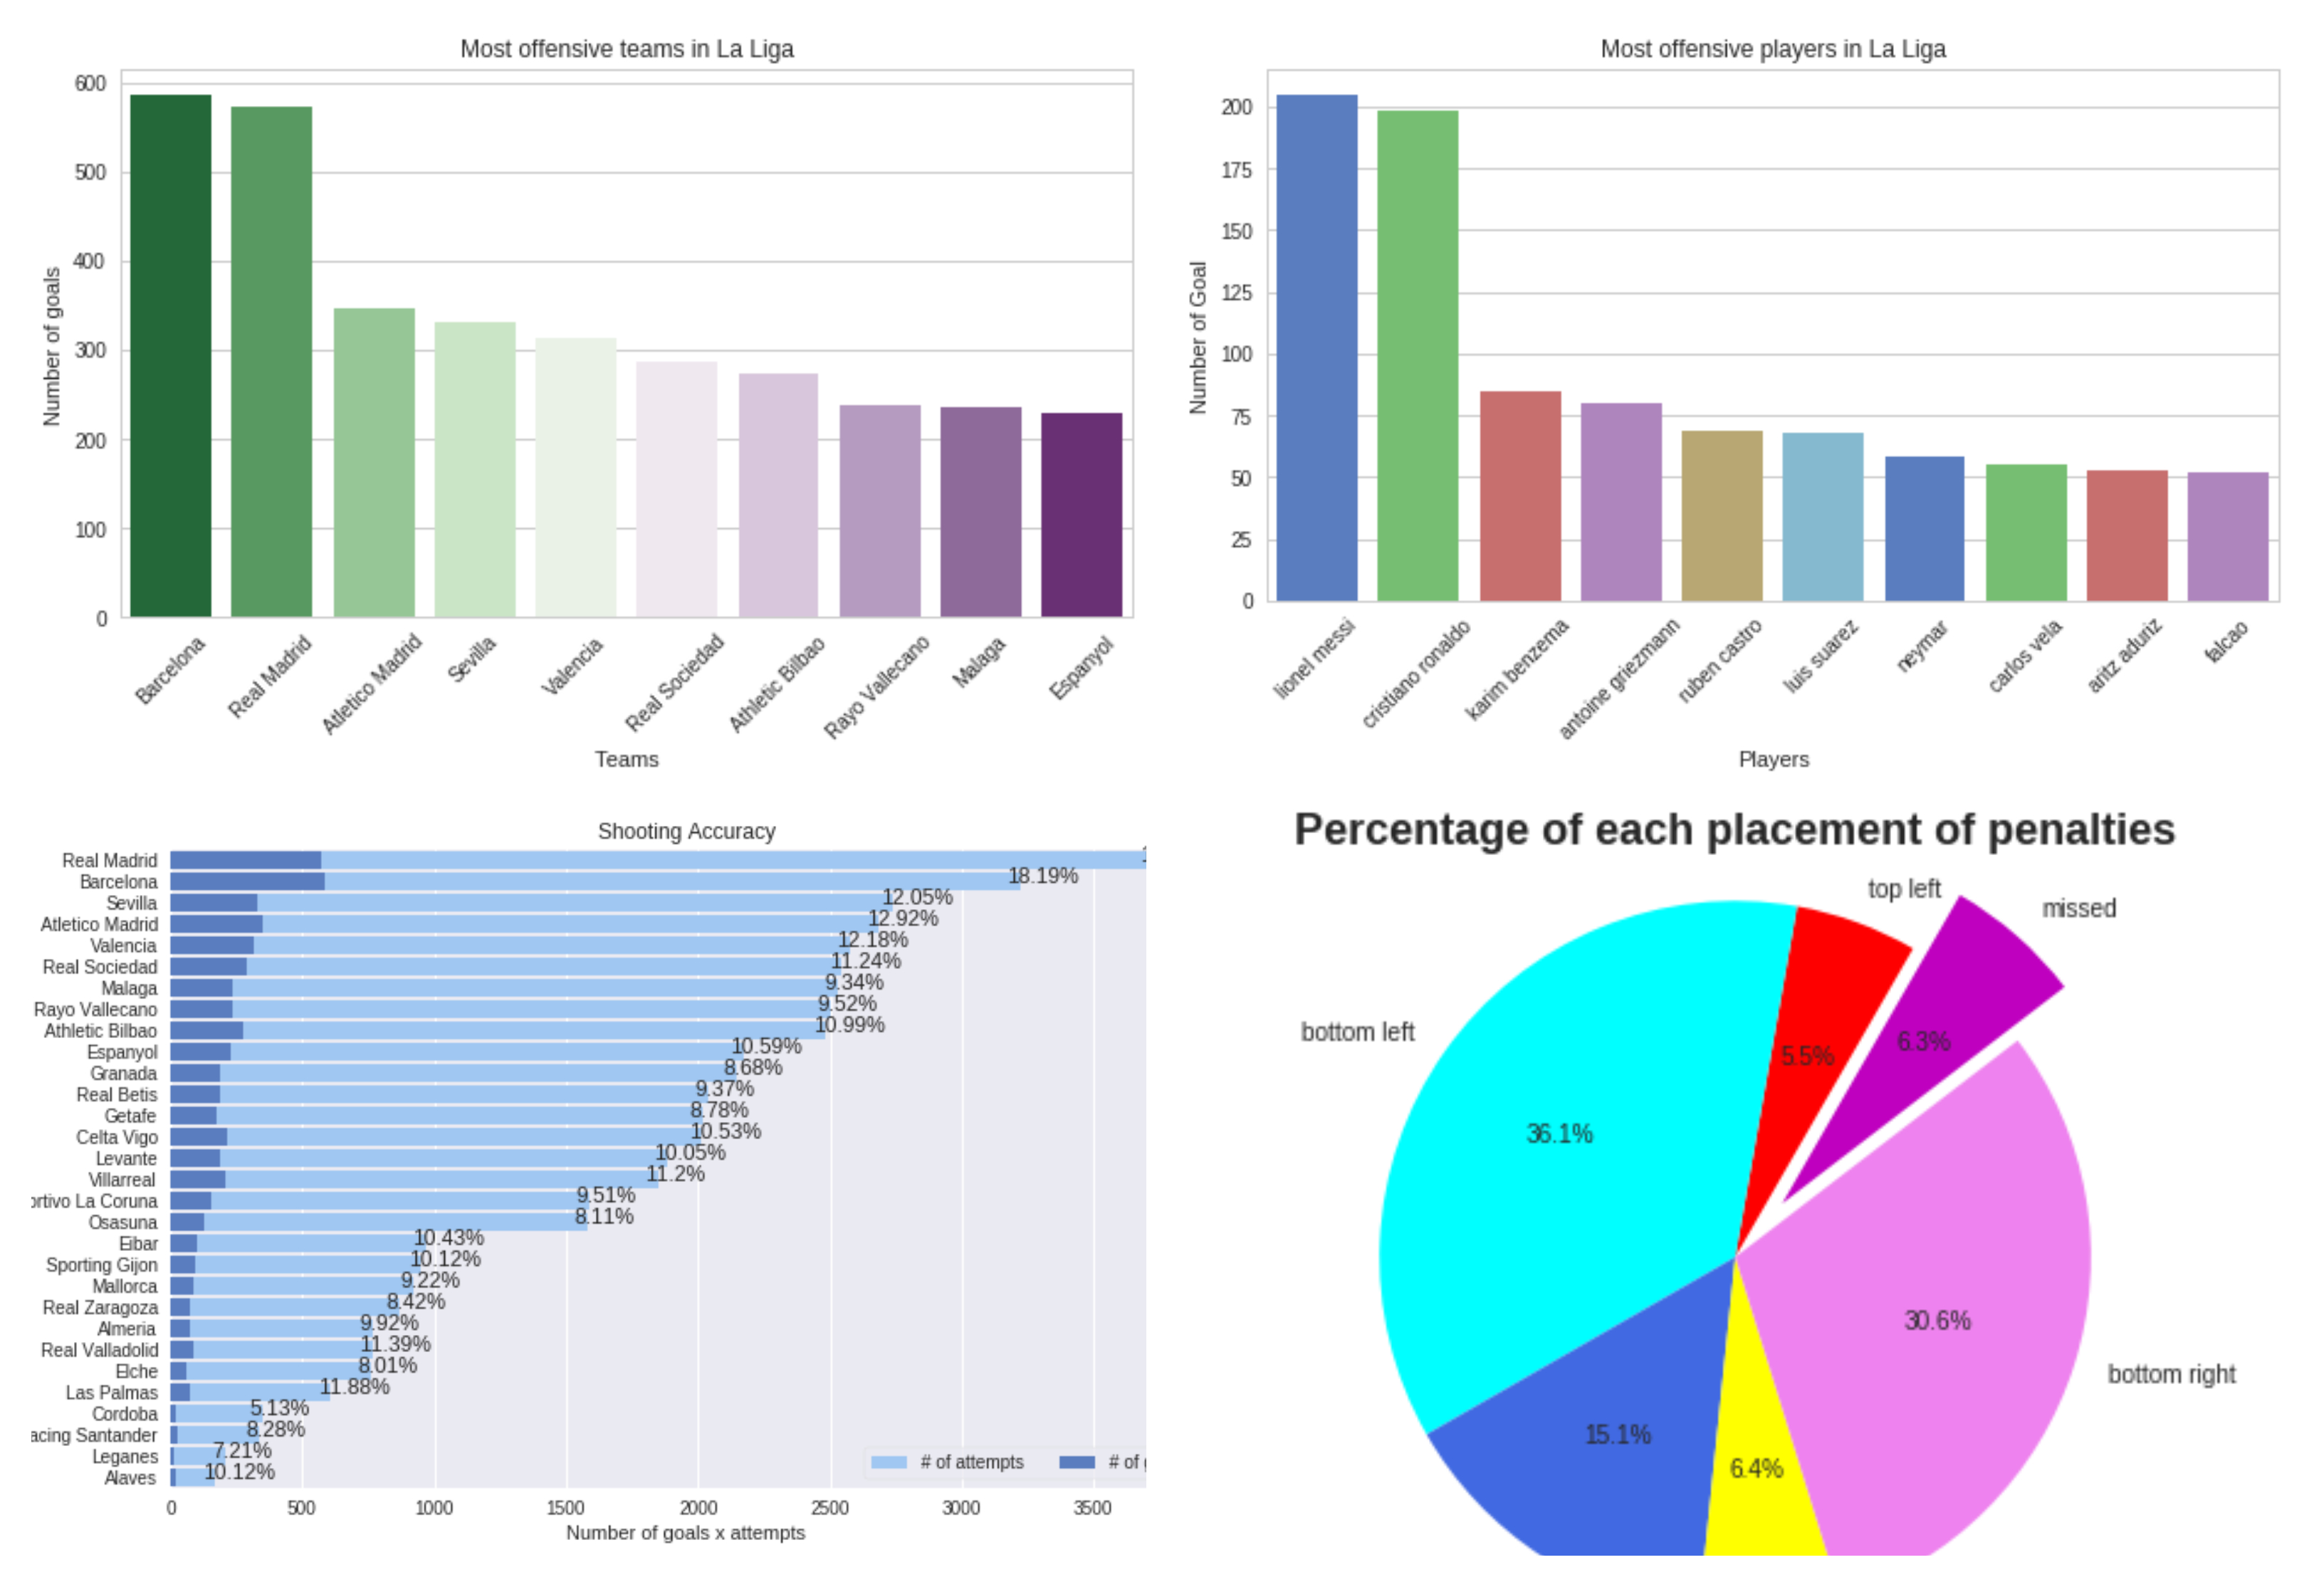 Most offensive teams in La Liga
600
500
400
300
200
100
0
Number of goals
Barcelona
Real Madrid
Atletico Madrid
Sevilla
Valencia
Real Sociedad
Athletic Bilbao
Rayo Vallecano
Malaga
Espanyol
Teams
Most offensive players in La Liga
200
175
150
125
100
75
50
25
0
Number of Goal
lionel messi
cristiano ronaldo
karim benzema
antoine griezmann
ruben castro
luis suarez
neymar
carlos vela
aritz aduriz
falcao
Players
Shooting Accuracy
Real Madrid
Barcelona 18.19%
Sevilla 12.05%
Atletico Madrid 12.92%
Valencia 12.18%
Real Sociedad 11.24%
Malaga 9.34%
Rayo Vallecano 9.52%
Athletic Bilbao 10.99%
Espanyol 10.59%
Granada 8.68%
Real Betis 9.37%
Getafe 8.78%
Celta Vigo 10.53%
Levante 10.05%
Villarreal 11.2%
ortivo La Coruna 9.51%
Osasuna 8.11%
Eibar 10.43%
Sporting Gijon 10.12%
Mallorca 9.22%
Real Zaragoza 8.42%
Almeria 9.92%
Real Valladolid 11.39%
Elche 8.01%
Las Palmas 11.88%
Cordoba 5.13%
acing Santander 8.28%
Leganes 7.21%
Alaves 10.12%
# of attempts # of
0 500 1000 1500 2000 2500 3000 3500
Number of goals x attempts
Percentage of each placement of penalties
top left
missed
bottom left
5.5%
6.3%
36.1%
30.6%
bottom right
15.1%
6.4%